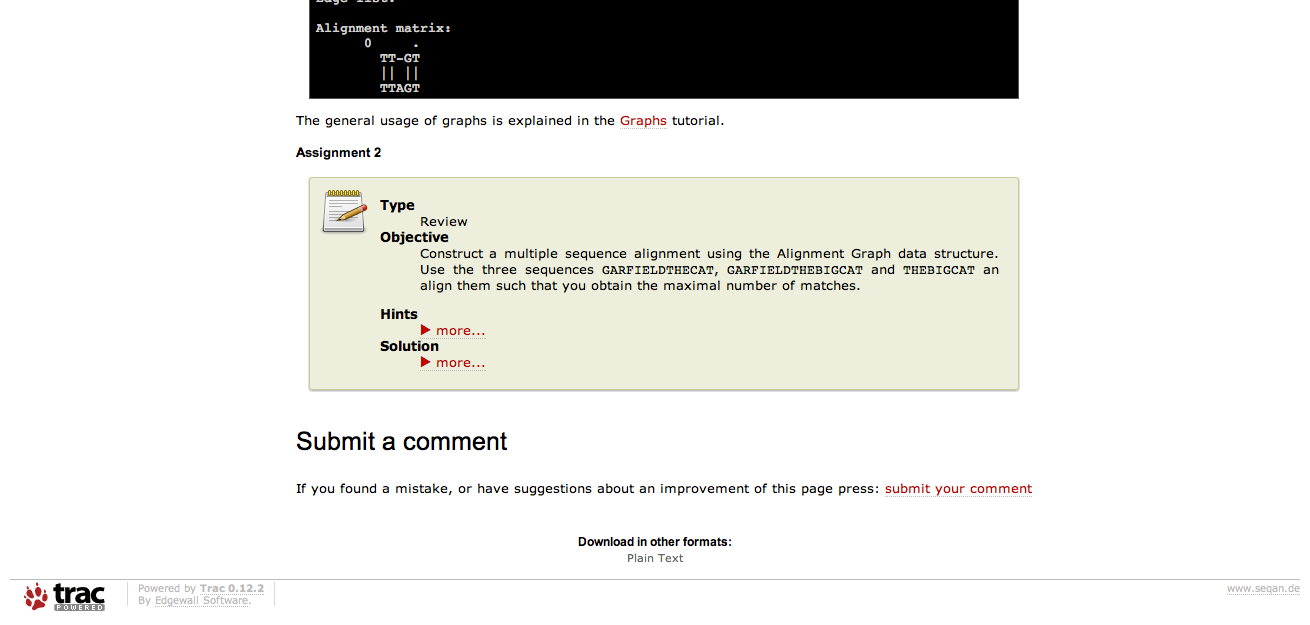 Edge list:
Alignment matrix:
0 .
TT-GT
|| ||
TTAGT
The general usage of graphs is explained in the Graphs tutorial.
Assignment 2
Type
Review
Objective
Construct a multiple sequence alignment using the Alignment Graph data structure.
Use the three sequences GARFIELDTHECAT, GARFIELDTHEBIGCAT and THEBIGCAT an
align them such that you obtain the maximal number of matches.
Hints
▶ more...
Solution
▶ more...
Submit a comment
If you found a mistake, or have suggestions about an improvement of this page press: submit your comment
Download in other formats:
Plain Text
trac
POWERED
Powered by Trac 0.12.2
By Edgewall Software.
www.seqan.de